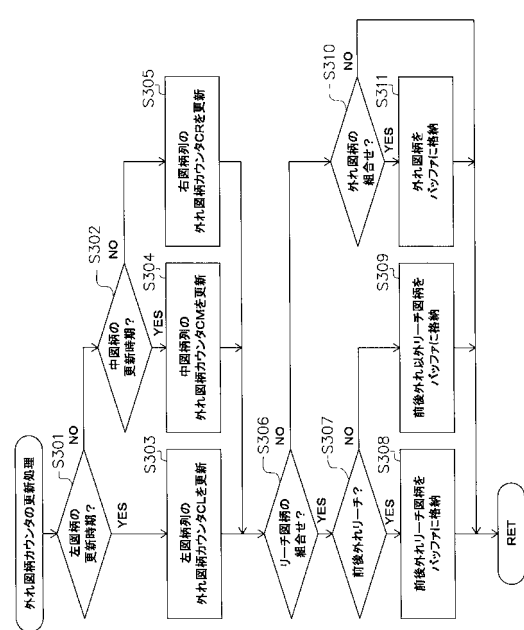 外れ図柄カウンタの更新処理
S301
左図柄の
更新時期？
NO
YES
S302
中図柄の
更新時期？
NO
YES
S303
左図柄列の
外れ図柄カウンタCLを更新
S304
中図柄列の
外れ図柄カウンタCMを更新
S305
右図柄列の
外れ図柄カウンタCRを更新
S306
リーチ図柄の
組合せ？
NO
YES
S307
前後外れリーチ？
NO
YES
S308
前後外れリーチ図柄を
バッファに格納
S309
前後外れ以外リーチ図柄を
バッファに格納
S310
外れ図柄の
組合せ？
NO
YES
S311
外れ図柄を
バッファに格納
RET